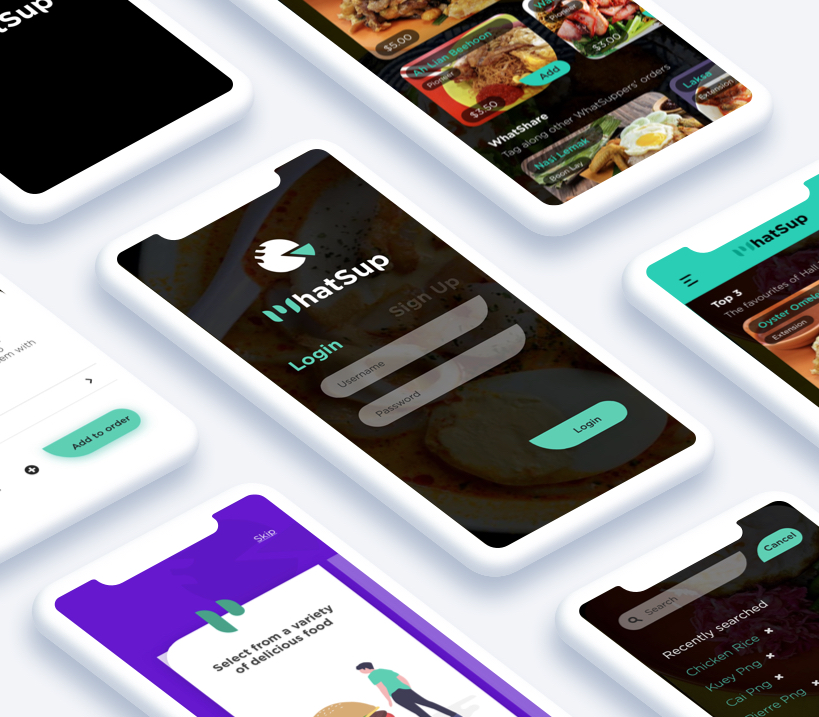 tSup
$5.00
Ah Lian Beehoon
Pioneer
Add
$3.50
$3.00
WhatShare
Tag along other WhatSuppers' orders
Nasi Lemak
Boon Lay
Laksa
Extension
WhatSup
Login
Sign Up
Username
Password
Login
WhatSup
Top 3
The favourites of Hall
Oyster Omele
Extension
em with
Add to order
Skip
Select from a variety
of delicious food
Cancel
Search
Recently searched
Chicken Rice
Kuey Png
Cai Png
Pierre Png